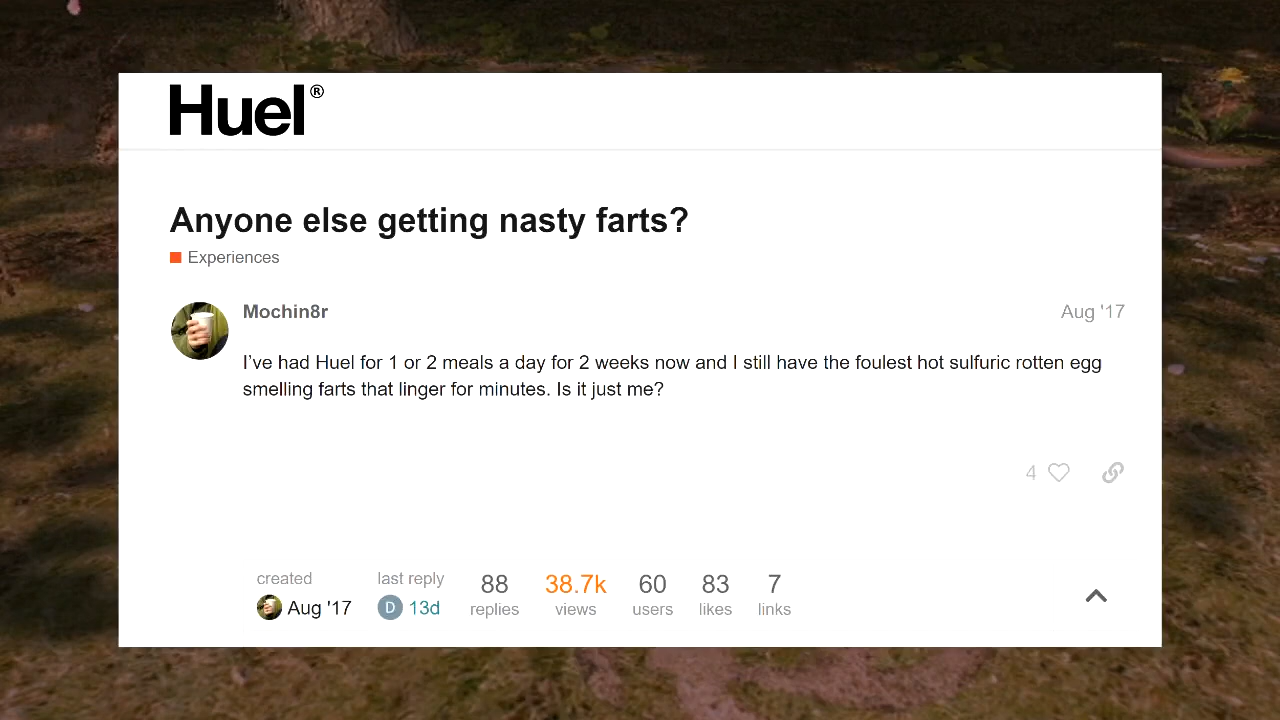 Huel®
Anyone else getting nasty farts?
Experiences
Mochin8r
Aug '17
I've had Huel for 1 or 2 meals a day for 2 weeks now and I still have the foulest hot sulfuric rotten egg
smelling farts that linger for minutes. Is it just me?
4
created last reply 88 38.7k 60 83 7
Aug '17 D 13d replies views users likes links